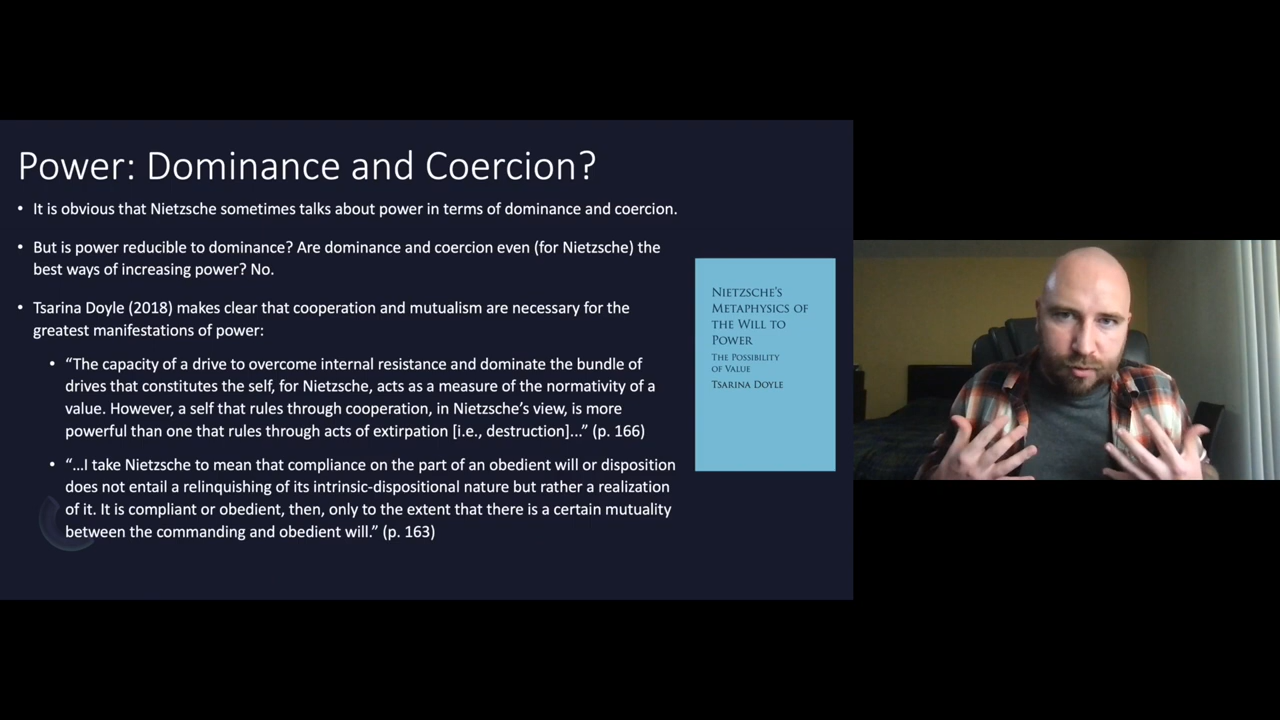 Power: Dominance and Coercion?
• It is obvious that Nietzsche sometimes talks about power in terms of dominance and coercion.
• But is power reducible to dominance? Are dominance and coercion even (for Nietzsche) the
best ways of increasing power? No.
• Tsarina Doyle (2018) makes clear that cooperation and mutualism are necessary for the
greatest manifestations of power:
• “The capacity of a drive to overcome internal resistance and dominate the bundle of
drives that constitutes the self, for Nietzsche, acts as a measure of the normativity of a
value. However, a self that rules through cooperation, in Nietzsche’s view, is more
powerful than one that rules through acts of extirpation [i.e., destruction]...” (p. 166)
• “…I take Nietzsche to mean that compliance on the part of an obedient will or disposition
does not entail a relinquishing of its intrinsic-dispositional nature but rather a realization
of it. It is compliant or obedient, then, only to the extent that there is a certain mutuality
between the commanding and obedient will.” (p. 163)
Nietzsche’s
Metaphysics of
the Will to
Power
The Possibility
of Value
Tsarina Doyle